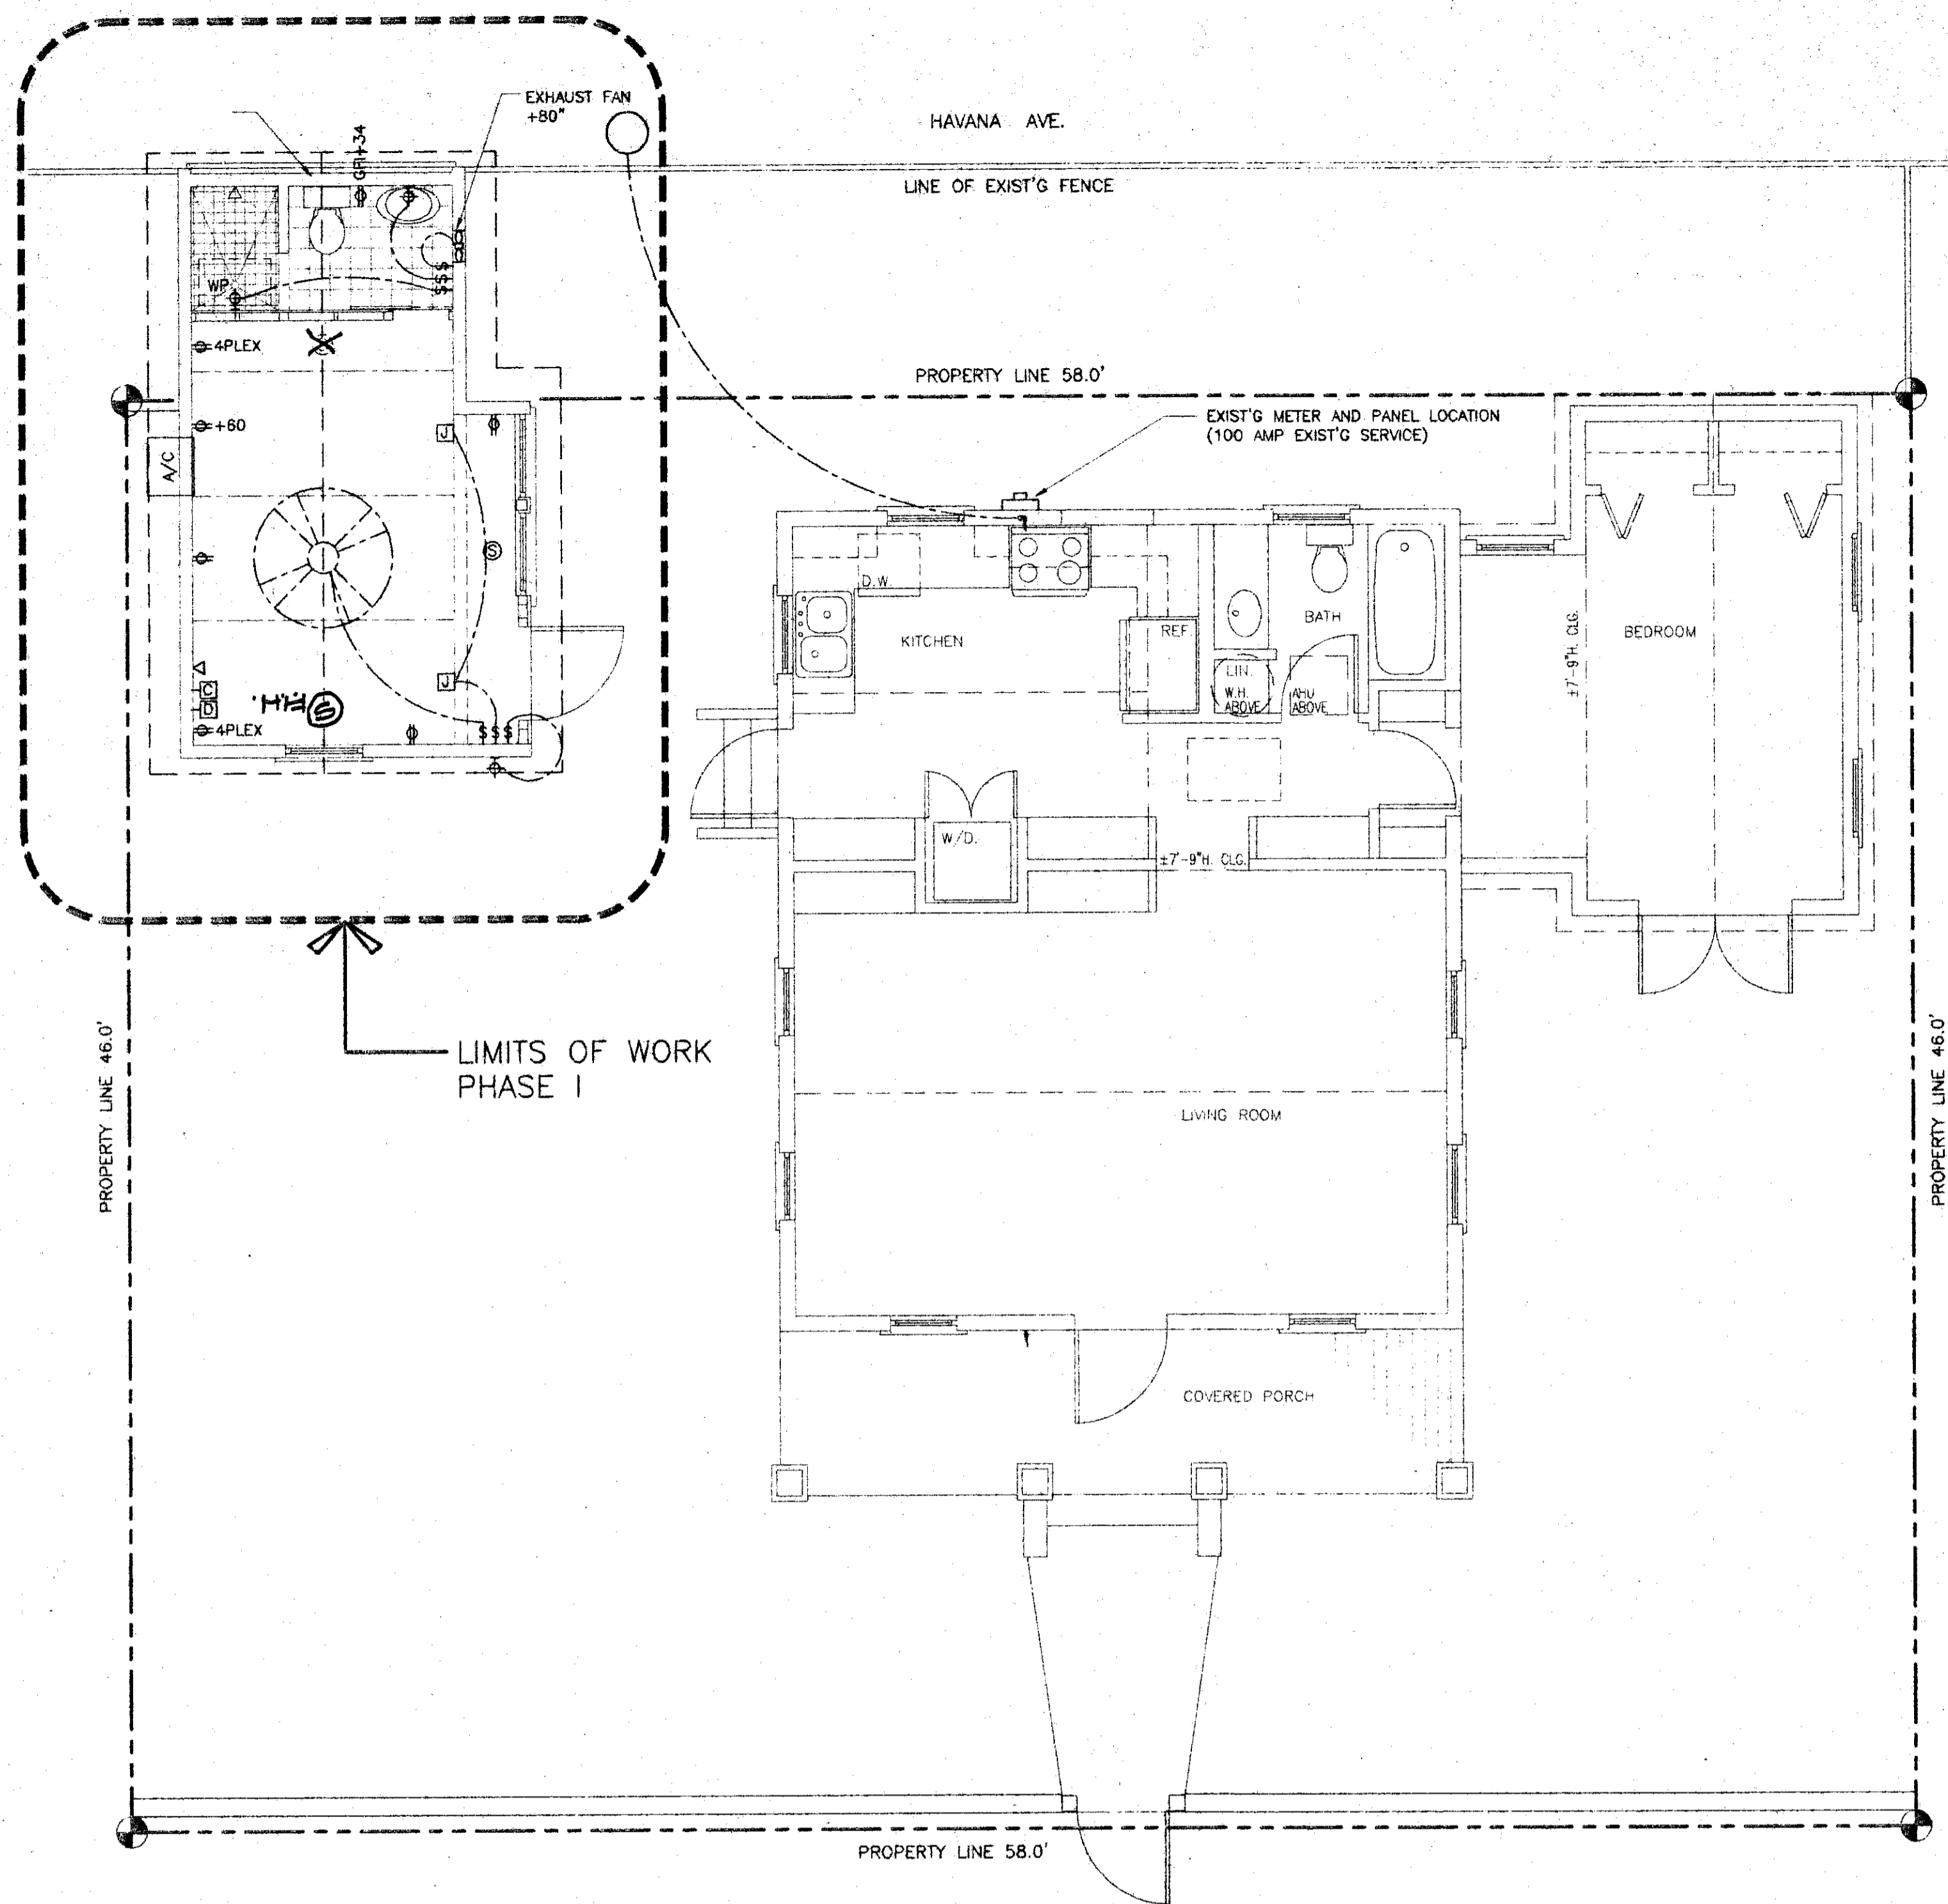 EXHAUST FAN
+80"
HAVANA AVE.
GFI+34
LINE OF EXIST'G FENCE
WP
4PLEX
PROPERTY LINE 58.0'
+60
J
EXIST'G METER AND PANEL LOCATION
(100 AMP EXIST'G SERVICE)
A/C
S
D.W.
KITCHEN
REF
BATH
BEDROOM
±7'-9"H. CLG.
LIN.
W.H.
ABOVE
AHU
ABOVE
J
C
D
S
4PLEX
$$$
$$$
W/D.
±7'-9"H. CLG.
LIMITS OF WORK
PHASE I
PROPERTY LINE 46.0'
PROPERTY LINE 46.0'
LIVING ROOM
COVERED PORCH
PROPERTY LINE 58.0'